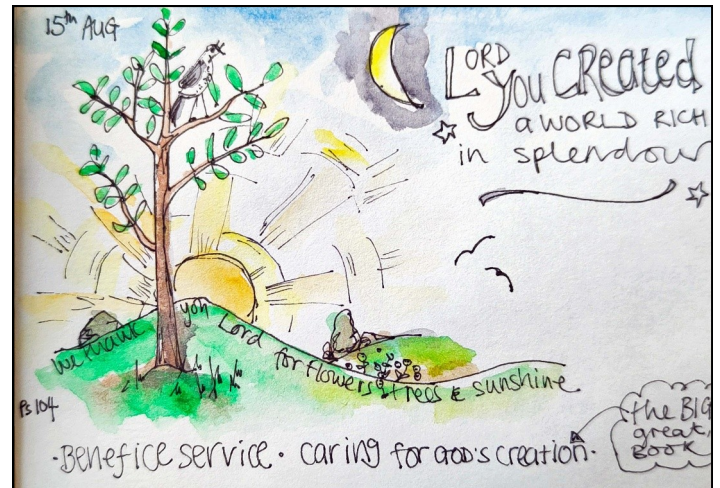 15th AUG
LORD
You CReated
a WORLD RICH
in splendour
we thank you Lord for flowers trees & sunshine
Ps 104
·Benefice service· caring for GOD'S creation·
the BIG
great,
BOOK